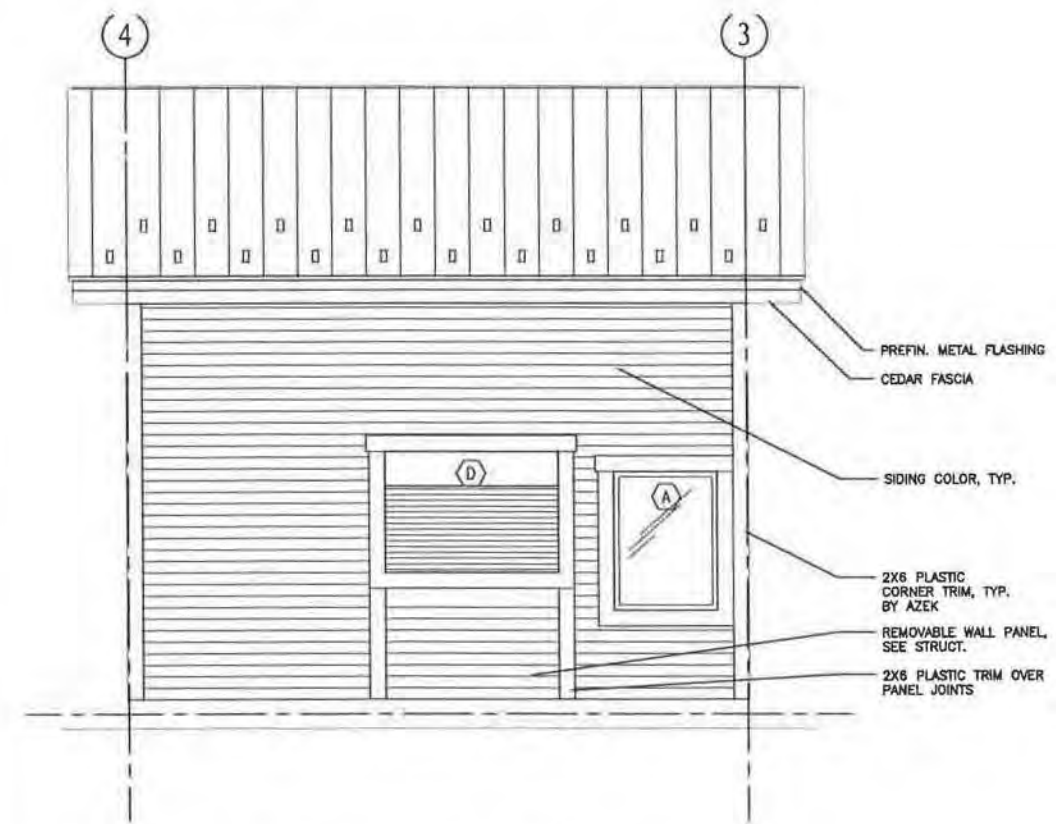 4
3
PREFIN. METAL FLASHING
CEDAR FASCIA
D
A
SIDING COLOR, TYP.
2X6 PLASTIC
CORNER TRIM, TYP.
BY AZEK
REMOVABLE WALL PANEL,
SEE STRUCT.
2X6 PLASTIC TRIM OVER
PANEL JOINTS